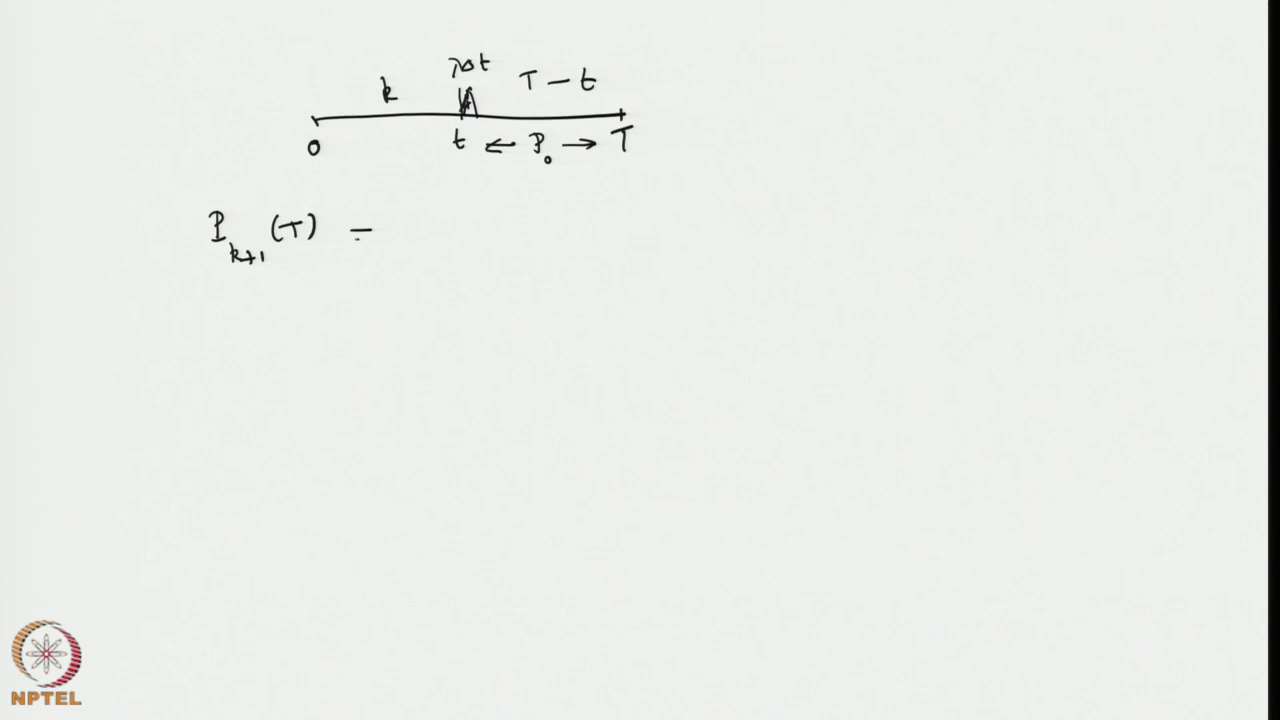 λΔt
k T - t
0 t ← P₀ → T
P_{k+1} (T) =
NPTEL